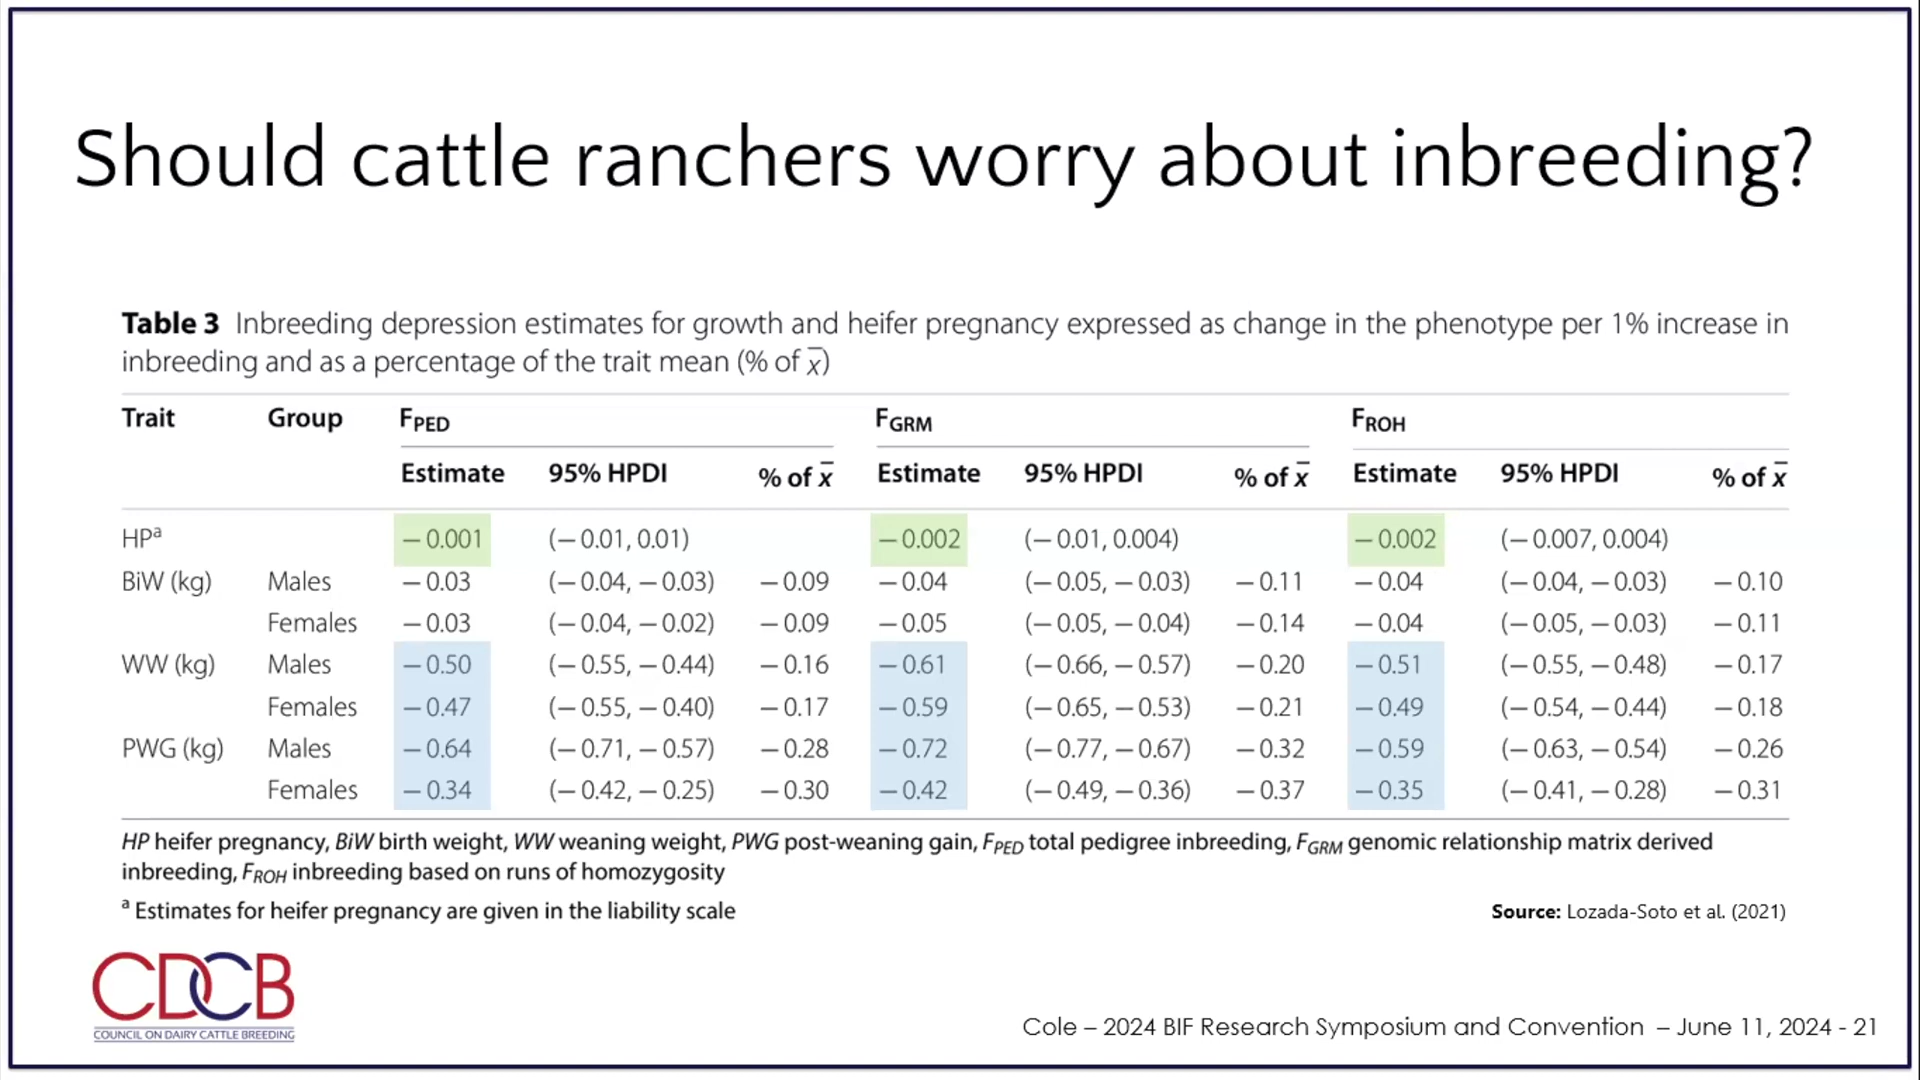 Should cattle ranchers worry about inbreeding?
Table 3 Inbreeding depression estimates for growth and heifer pregnancy expressed as change in the phenotype per 1% increase in
inbreeding and as a percentage of the trait mean (% of x̅)
Trait Group F_PED F_GRM F_ROH
Estimate 95% HPDI % of x̅ Estimate 95% HPDI % of x̅ Estimate 95% HPDI % of x̅
HPᵃ − 0.001 (− 0.01, 0.01) − 0.002 (− 0.01, 0.004) − 0.002 (− 0.007, 0.004)
BiW (kg) Males − 0.03 (− 0.04, − 0.03) − 0.09 − 0.04 (− 0.05, − 0.03) − 0.11 − 0.04 (− 0.04, − 0.03) − 0.10
Females − 0.03 (− 0.04, − 0.02) − 0.09 − 0.05 (− 0.05, − 0.04) − 0.14 − 0.04 (− 0.05, − 0.03) − 0.11
WW (kg) Males − 0.50 (− 0.55, − 0.44) − 0.16 − 0.61 (− 0.66, − 0.57) − 0.20 − 0.51 (− 0.55, − 0.48) − 0.17
Females − 0.47 (− 0.55, − 0.40) − 0.17 − 0.59 (− 0.65, − 0.53) − 0.21 − 0.49 (− 0.54, − 0.44) − 0.18
PWG (kg) Males − 0.64 (− 0.71, − 0.57) − 0.28 − 0.72 (− 0.77, − 0.67) − 0.32 − 0.59 (− 0.63, − 0.54) − 0.26
Females − 0.34 (− 0.42, − 0.25) − 0.30 − 0.42 (− 0.49, − 0.36) − 0.37 − 0.35 (− 0.41, − 0.28) − 0.31
HP heifer pregnancy, BiW birth weight, WW weaning weight, PWG post-weaning gain, F_PED total pedigree inbreeding, F_GRM genomic relationship matrix derived
inbreeding, F_ROH inbreeding based on runs of homozygosity
ᵃ Estimates for heifer pregnancy are given in the liability scale
Source: Lozada-Soto et al. (2021)
CDCB
COUNCIL ON DAIRY CATTLE BREEDING
Cole – 2024 BIF Research Symposium and Convention – June 11, 2024 - 21